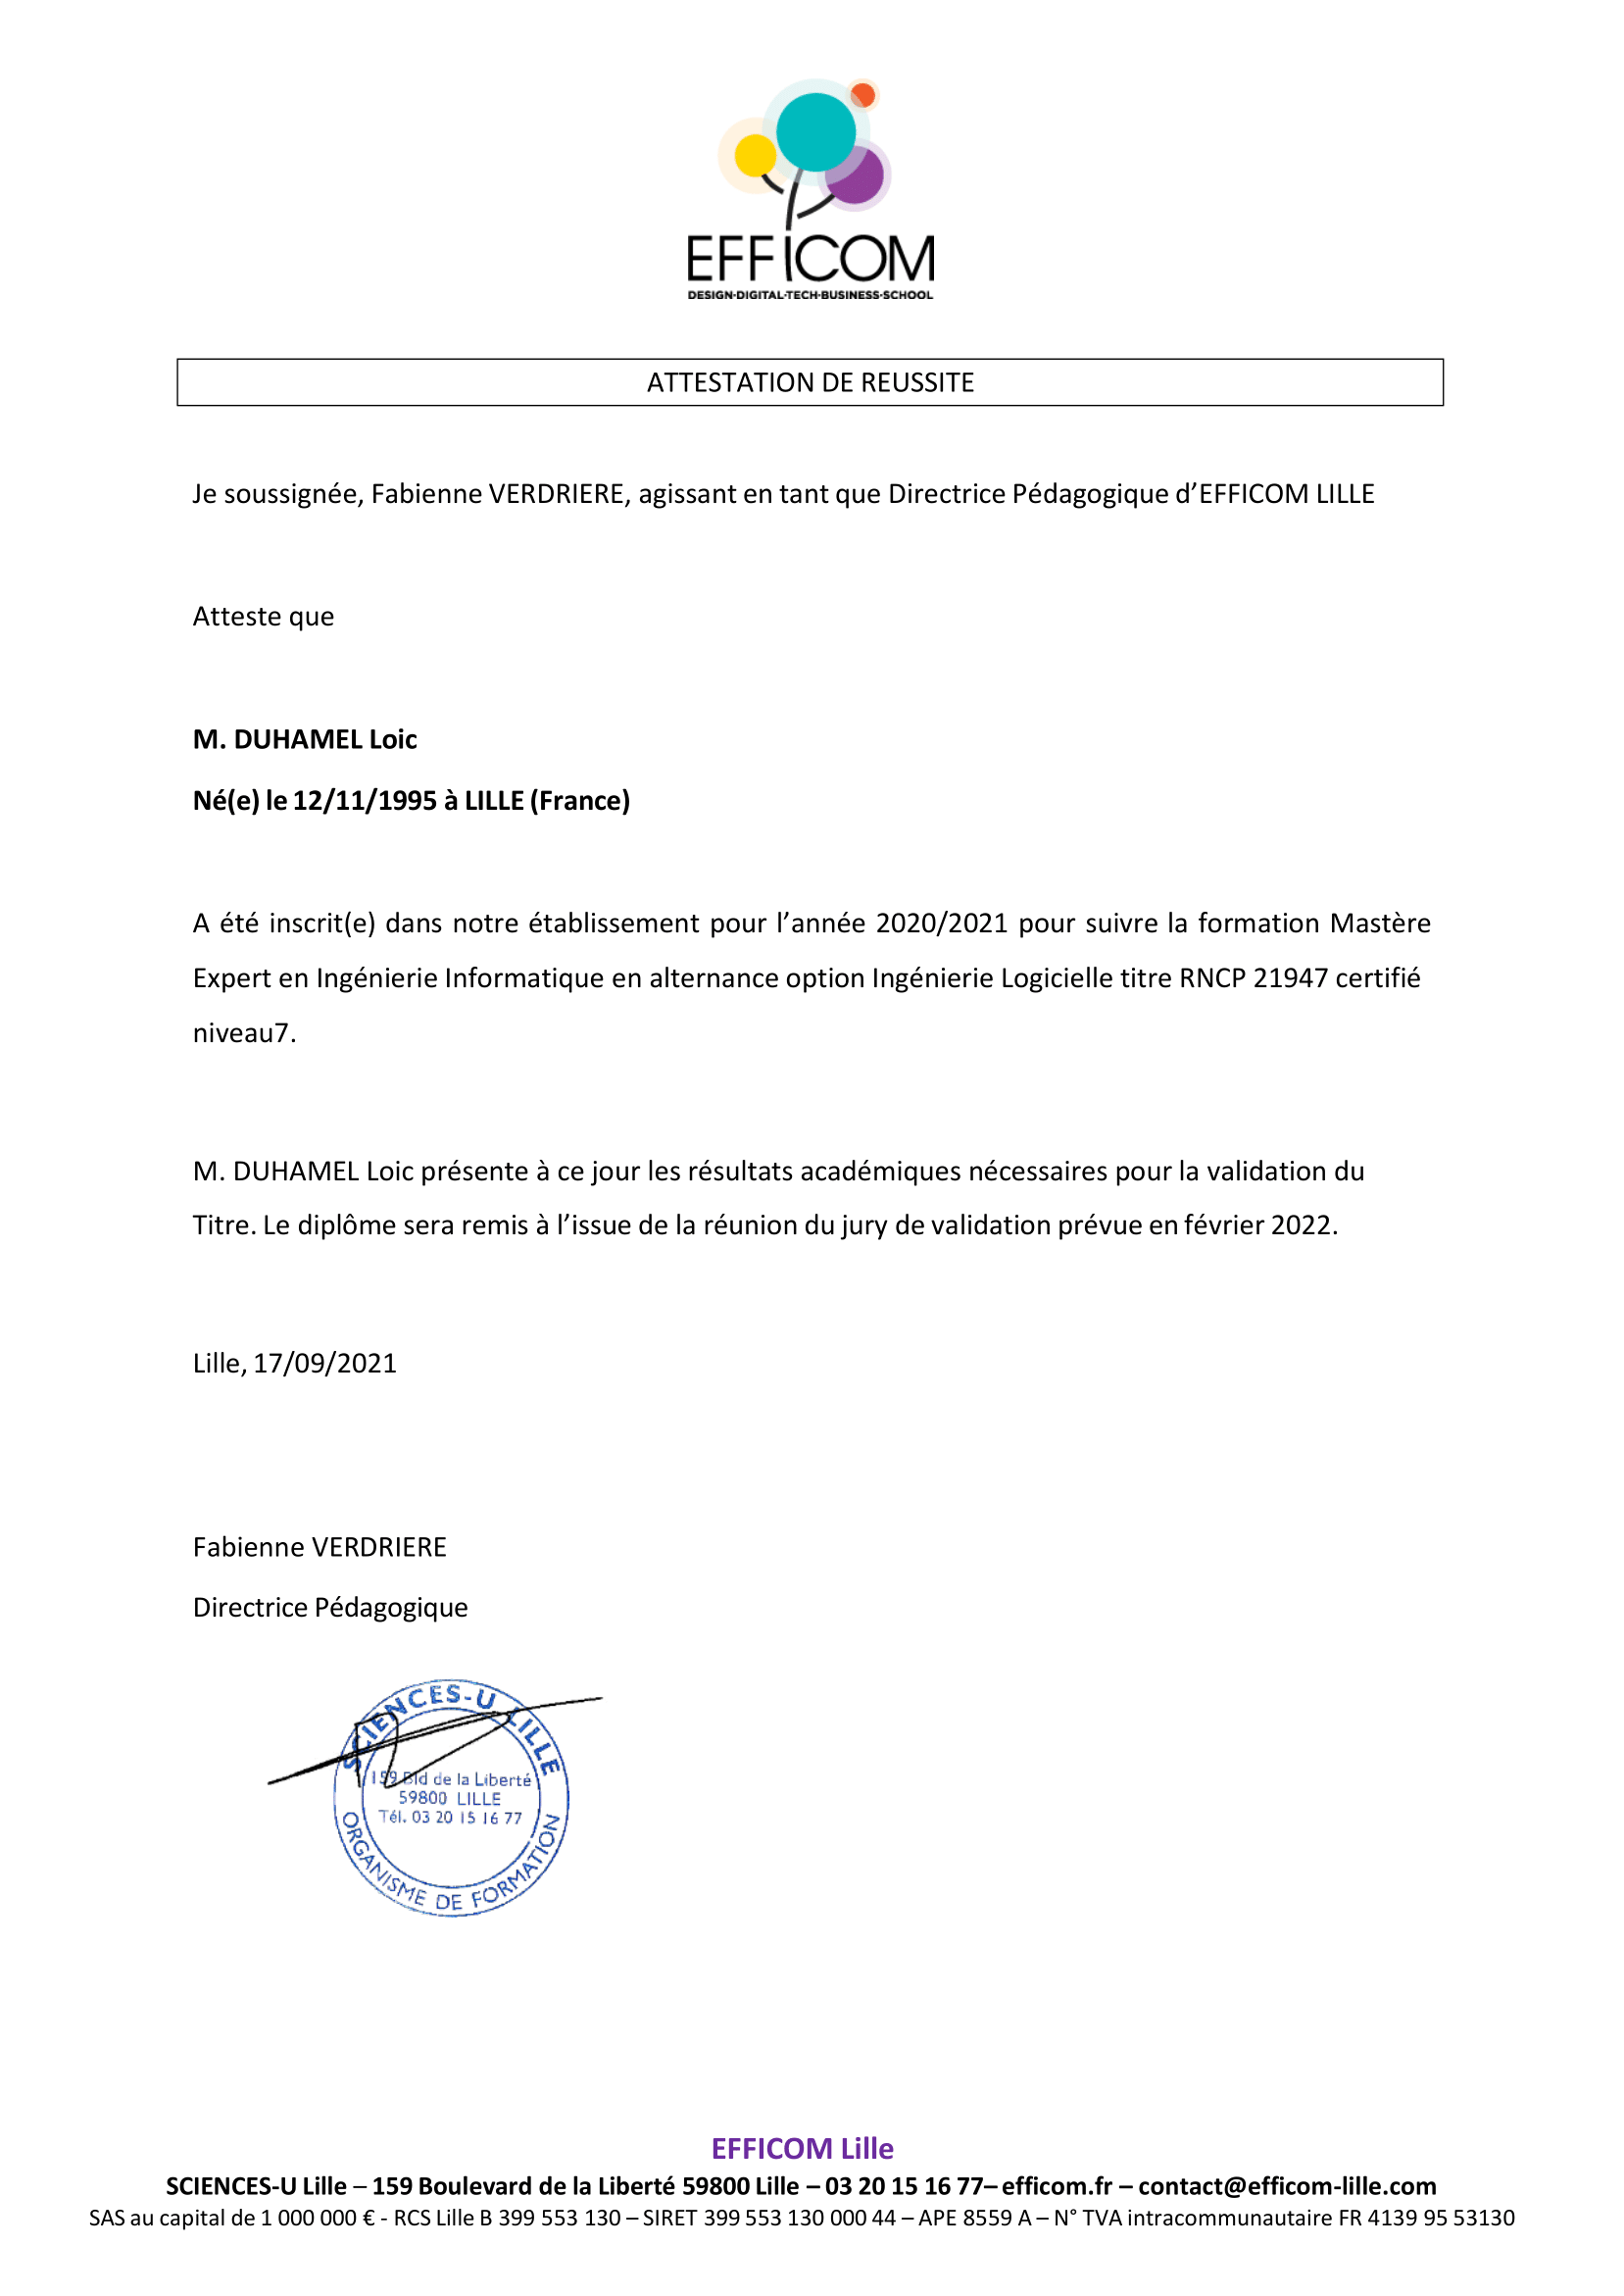 EFFICOM
DESIGN·DIGITAL·TECH·BUSINESS·SCHOOL
ATTESTATION DE REUSSITE
Je soussignée, Fabienne VERDRIERE, agissant en tant que Directrice Pédagogique d’EFFICOM LILLE
Atteste que
M. DUHAMEL Loic
Né(e) le 12/11/1995 à LILLE (France)
A été inscrit(e) dans notre établissement pour l’année 2020/2021 pour suivre la formation Mastère
Expert en Ingénierie Informatique en alternance option Ingénierie Logicielle titre RNCP 21947 certifié
niveau7.
M. DUHAMEL Loic présente à ce jour les résultats académiques nécessaires pour la validation du
Titre. Le diplôme sera remis à l’issue de la réunion du jury de validation prévue en février 2022.
Lille, 17/09/2021
Fabienne VERDRIERE
Directrice Pédagogique
SCIENCES-U LILLE
159 Bld de la Liberté
59800 LILLE
Tél. 03 20 15 16 77
ORGANISME DE FORMATION
EFFICOM Lille
SCIENCES-U Lille – 159 Boulevard de la Liberté 59800 Lille – 03 20 15 16 77– efficom.fr – contact@efficom-lille.com
SAS au capital de 1 000 000 € - RCS Lille B 399 553 130 – SIRET 399 553 130 000 44 – APE 8559 A – N° TVA intracommunautaire FR 4139 95 53130